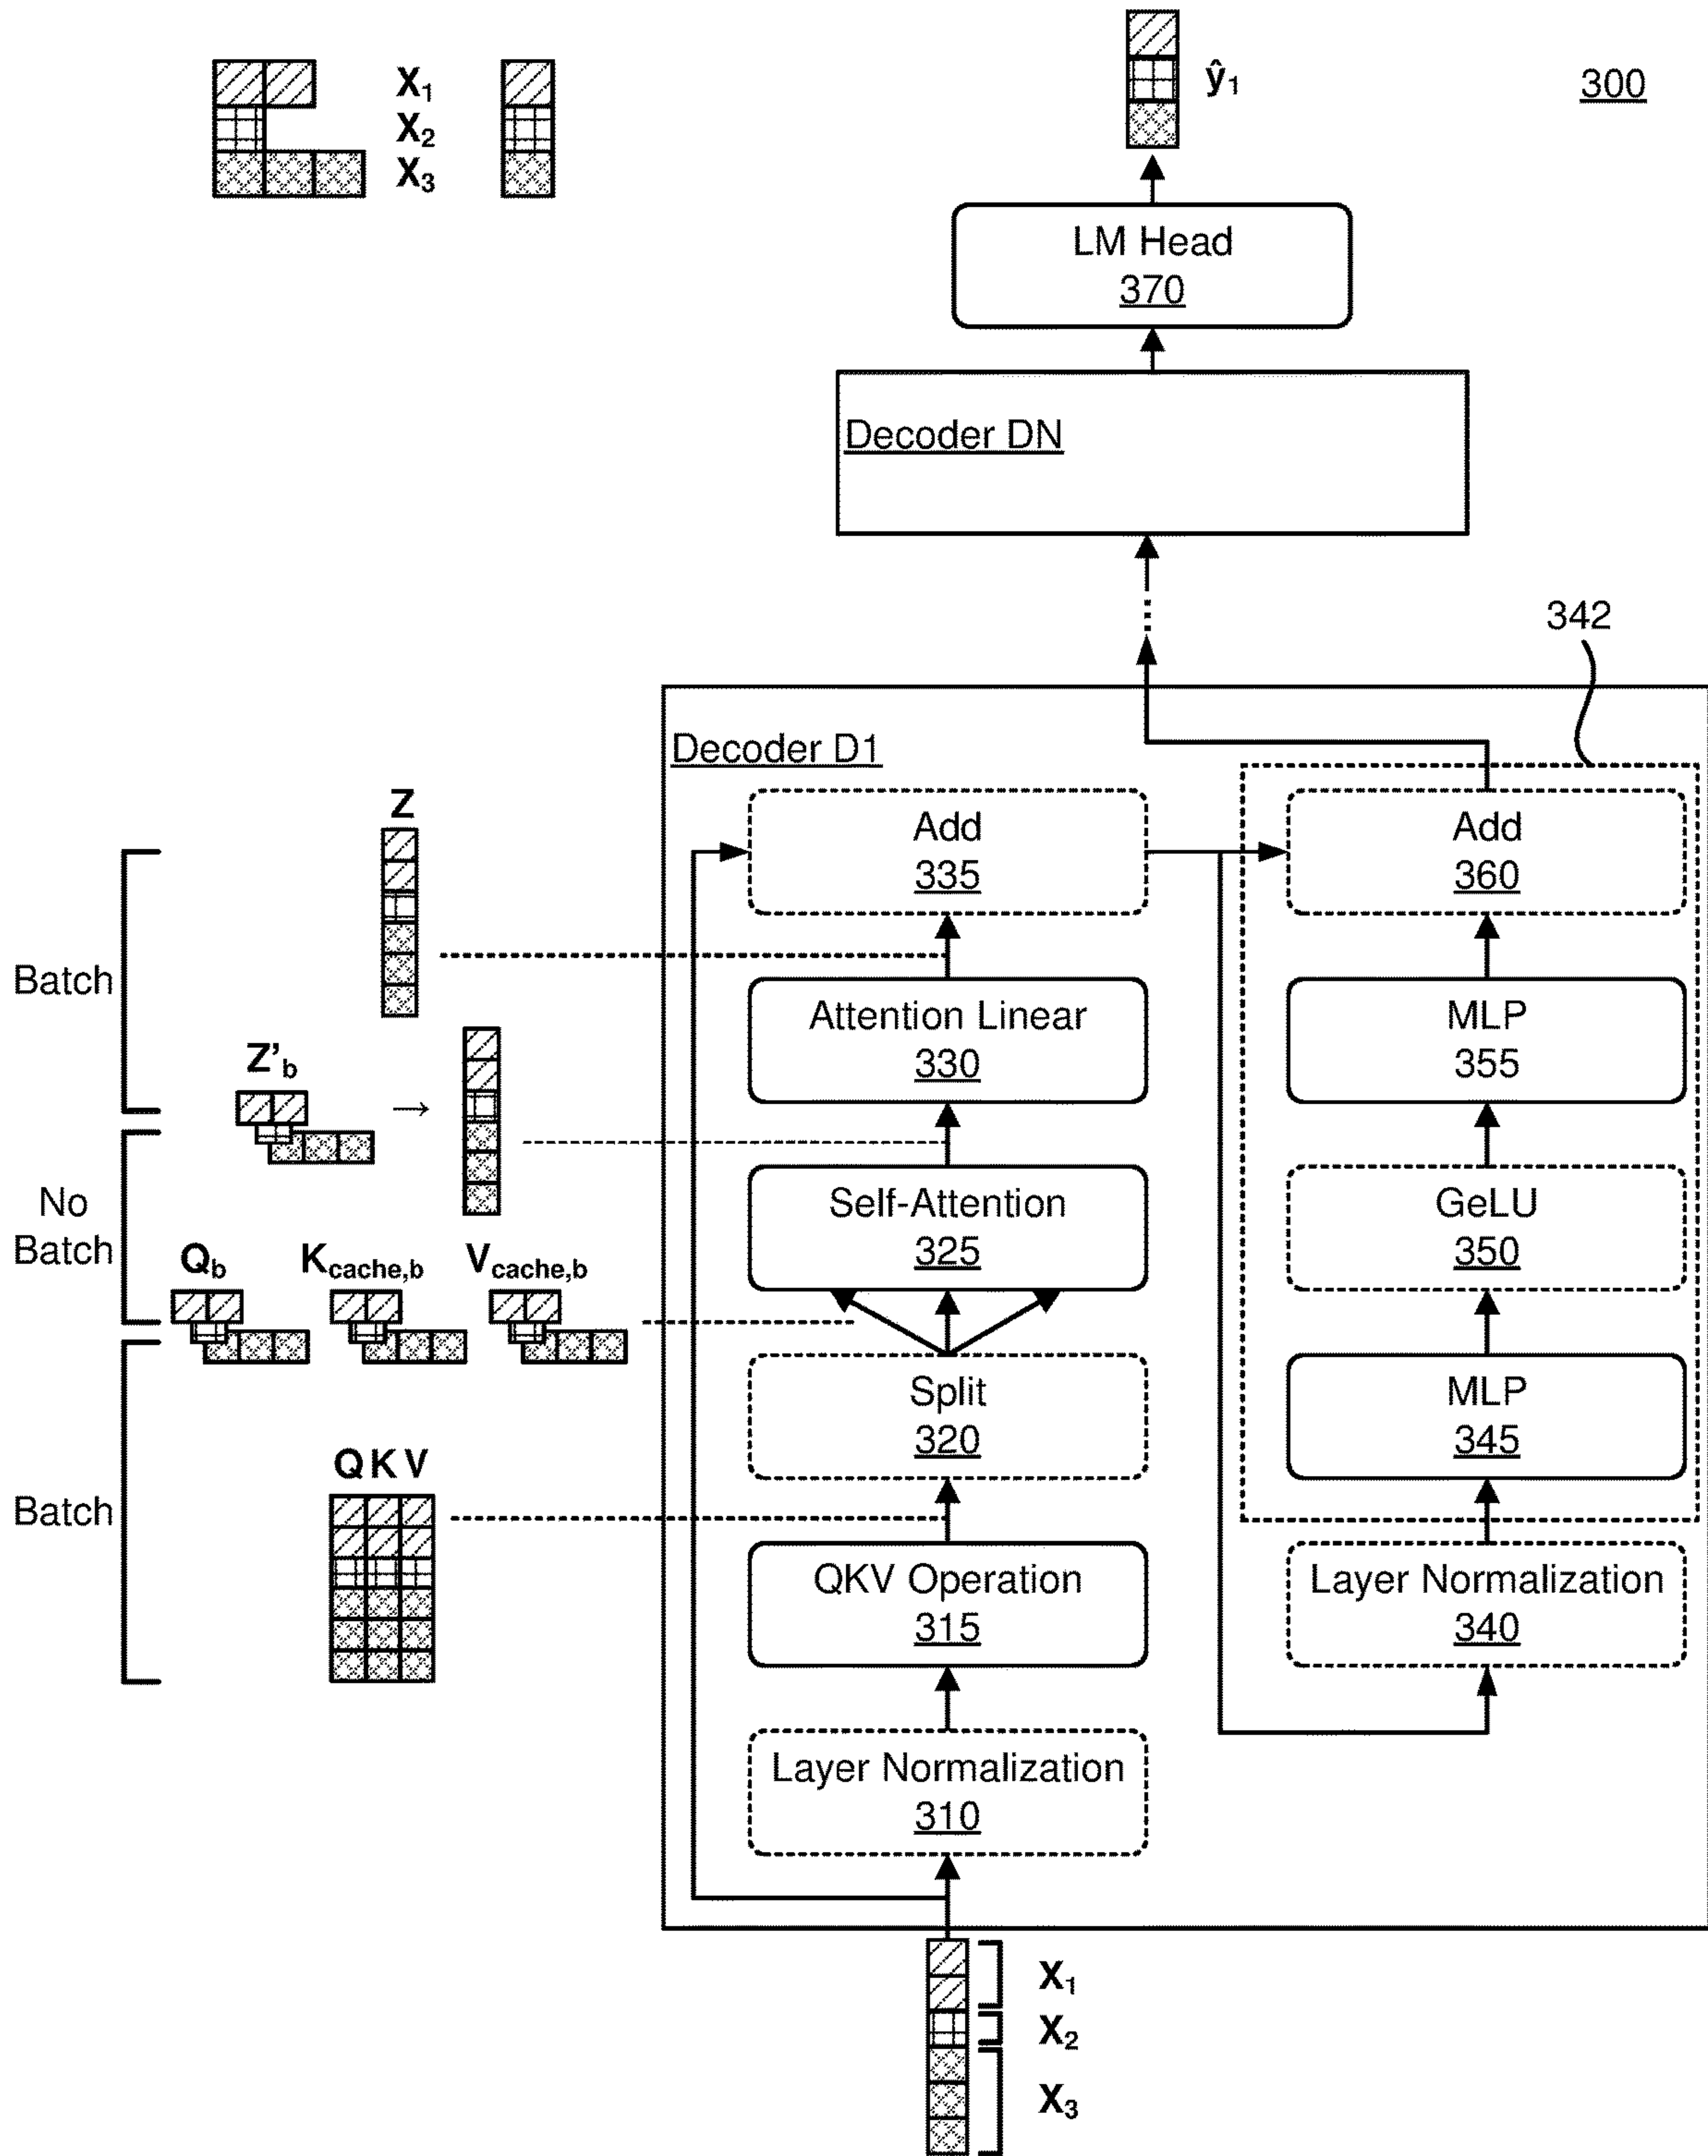 X1
X2
X3
ŷ1
300
LM Head
370
Decoder DN
342
Decoder D1
Z
Add
335
Add
360
Batch
Attention Linear
330
MLP
355
Z'b
→
No
Batch
Self-Attention
325
GeLU
350
Qb
Kcache,b
Vcache,b
Split
320
MLP
345
Q K V
Batch
QKV Operation
315
Layer Normalization
340
Layer Normalization
310
X1
X2
X3